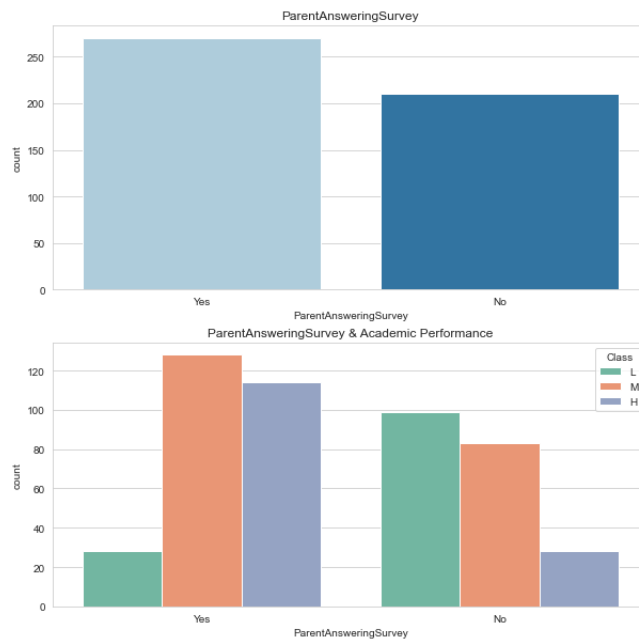 ParentAnsweringSurvey
250
200
150
100
50
0
count
Yes No
ParentAnsweringSurvey
ParentAnsweringSurvey & Academic Performance
Class
L
M
H
120
100
80
60
40
20
0
count
Yes No
ParentAnsweringSurvey